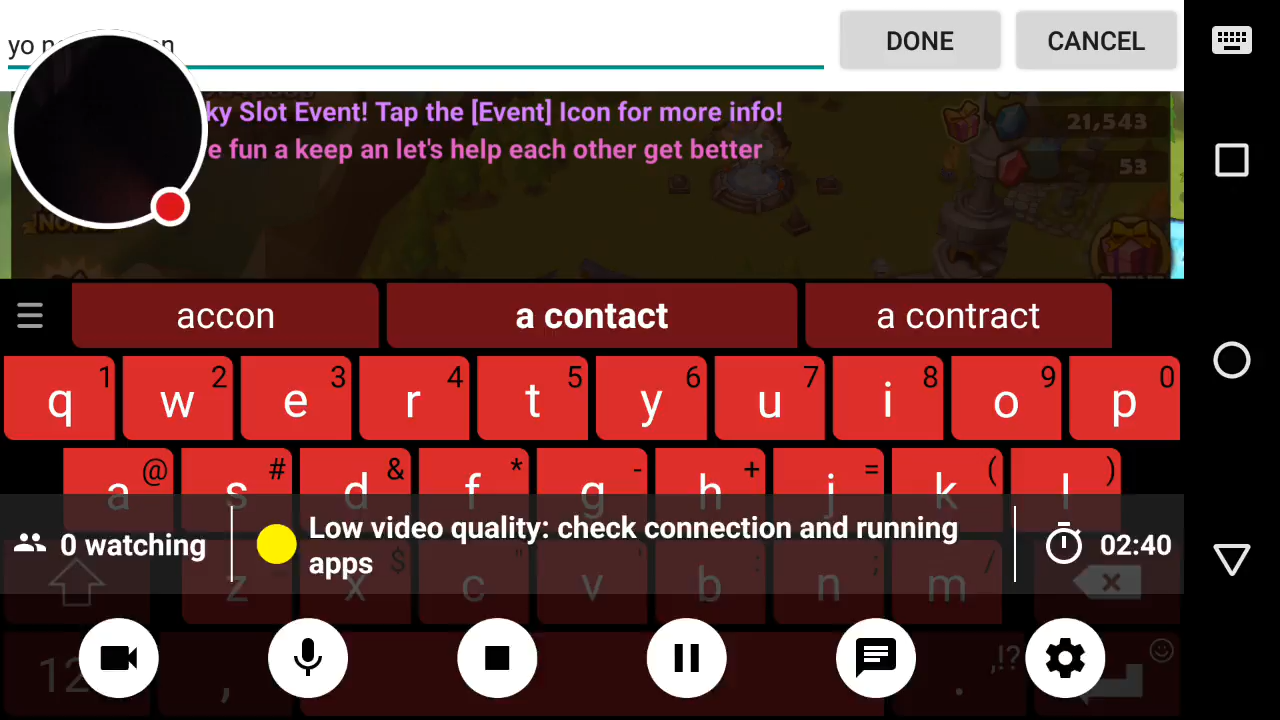 yo
DONE
CANCEL
ky Slot Event! Tap the [Event] Icon for more info!
e fun a keep an let's help each other get better
21,543
53
accon
a contact
a contract
q 1 w 2 e 3 r 4 t 5 y 6 u 7 i 8 o 9 p 0
a @ s # d & f * g - h + j = k ( l )
0 watching
Low video quality: check connection and running
apps
02:40
z x $ c " v ' b : n ; m /
12 , . ,!?